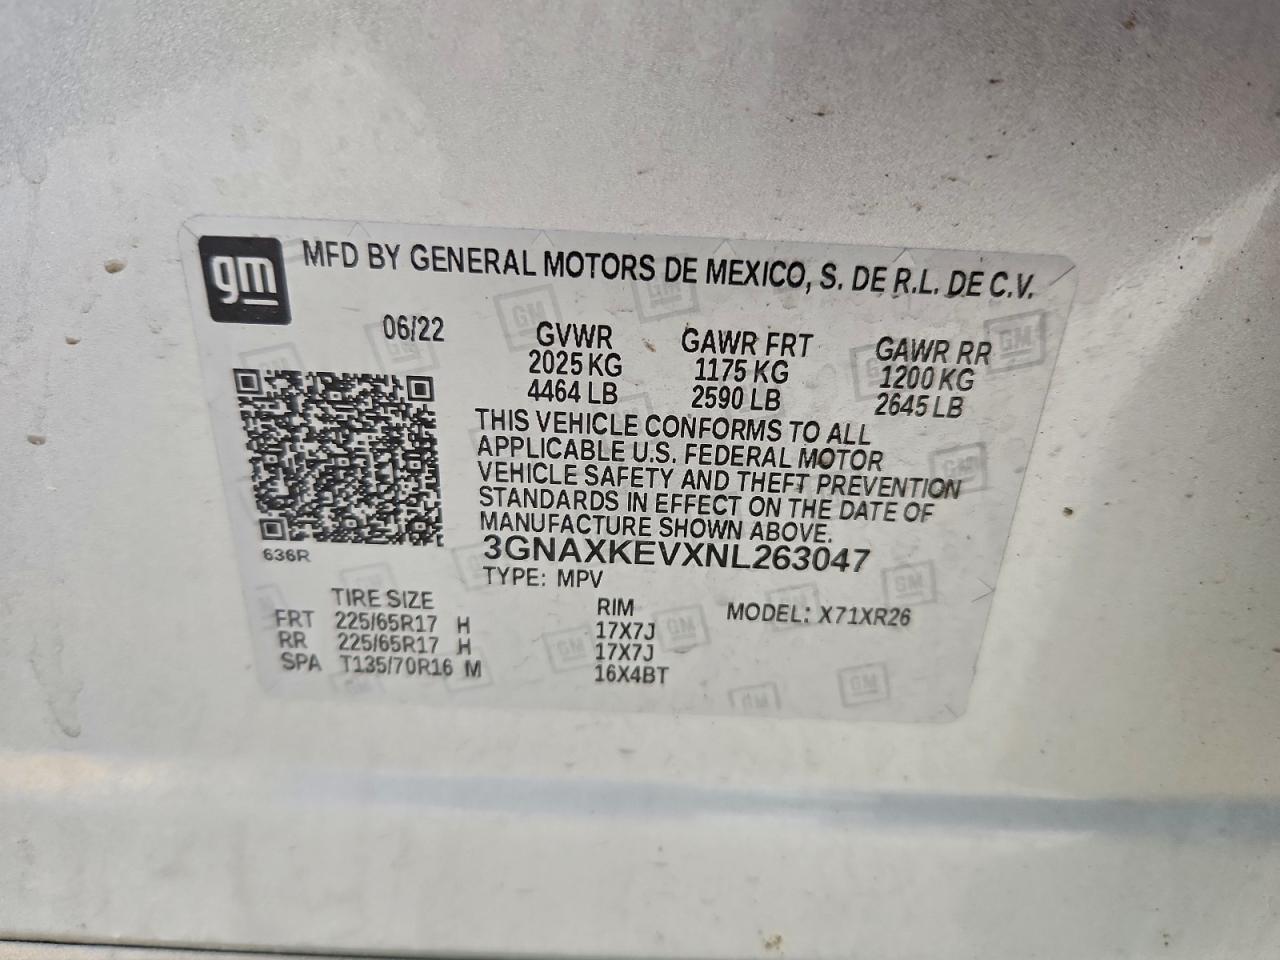 gm MFD BY GENERAL MOTORS DE MEXICO, S. DE R.L. DE C.V.
06/22 GVWR GAWR FRT GAWR RR
2025 KG 1175 KG 1200 KG
4464 LB 2590 LB 2645 LB
THIS VEHICLE CONFORMS TO ALL
APPLICABLE U.S. FEDERAL MOTOR
VEHICLE SAFETY AND THEFT PREVENTION
STANDARDS IN EFFECT ON THE DATE OF
MANUFACTURE SHOWN ABOVE.
636R 3GNAXKEVXNL263047
TYPE: MPV
TIRE SIZE RIM MODEL: X71XR26
FRT 225/65R17 H 17X7J
RR 225/65R17 H 17X7J
SPA T135/70R16 M 16X4BT